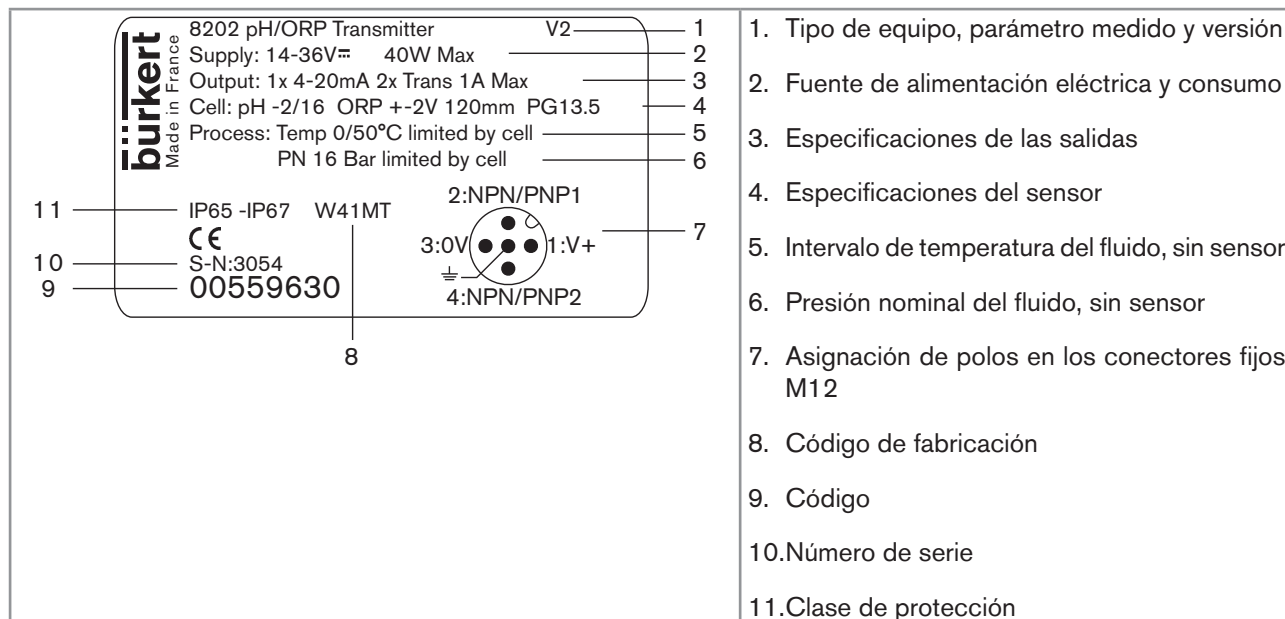 bürkert
Made in France
8202 pH/ORP Transmitter V2 1
Supply: 14-36V⎓ 40W Max 2
Output: 1x 4-20mA 2x Trans 1A Max 3
Cell: pH -2/16 ORP +-2V 120mm PG13.5 4
Process: Temp 0/50°C limited by cell 5
PN 16 Bar limited by cell 6
2:NPN/PNP1
11 IP65 -IP67 W41MT
3:0V 1:V+ 7
CE
10 S-N:3054
9 00559630
4:NPN/PNP2
8
1. Tipo de equipo, parámetro medido y versión
2. Fuente de alimentación eléctrica y consumo
3. Especificaciones de las salidas
4. Especificaciones del sensor
5. Intervalo de temperatura del fluido, sin sensor
6. Presión nominal del fluido, sin sensor
7. Asignación de polos en los conectores fijos
M12
8. Código de fabricación
9. Código
10.Número de serie
11.Clase de protección